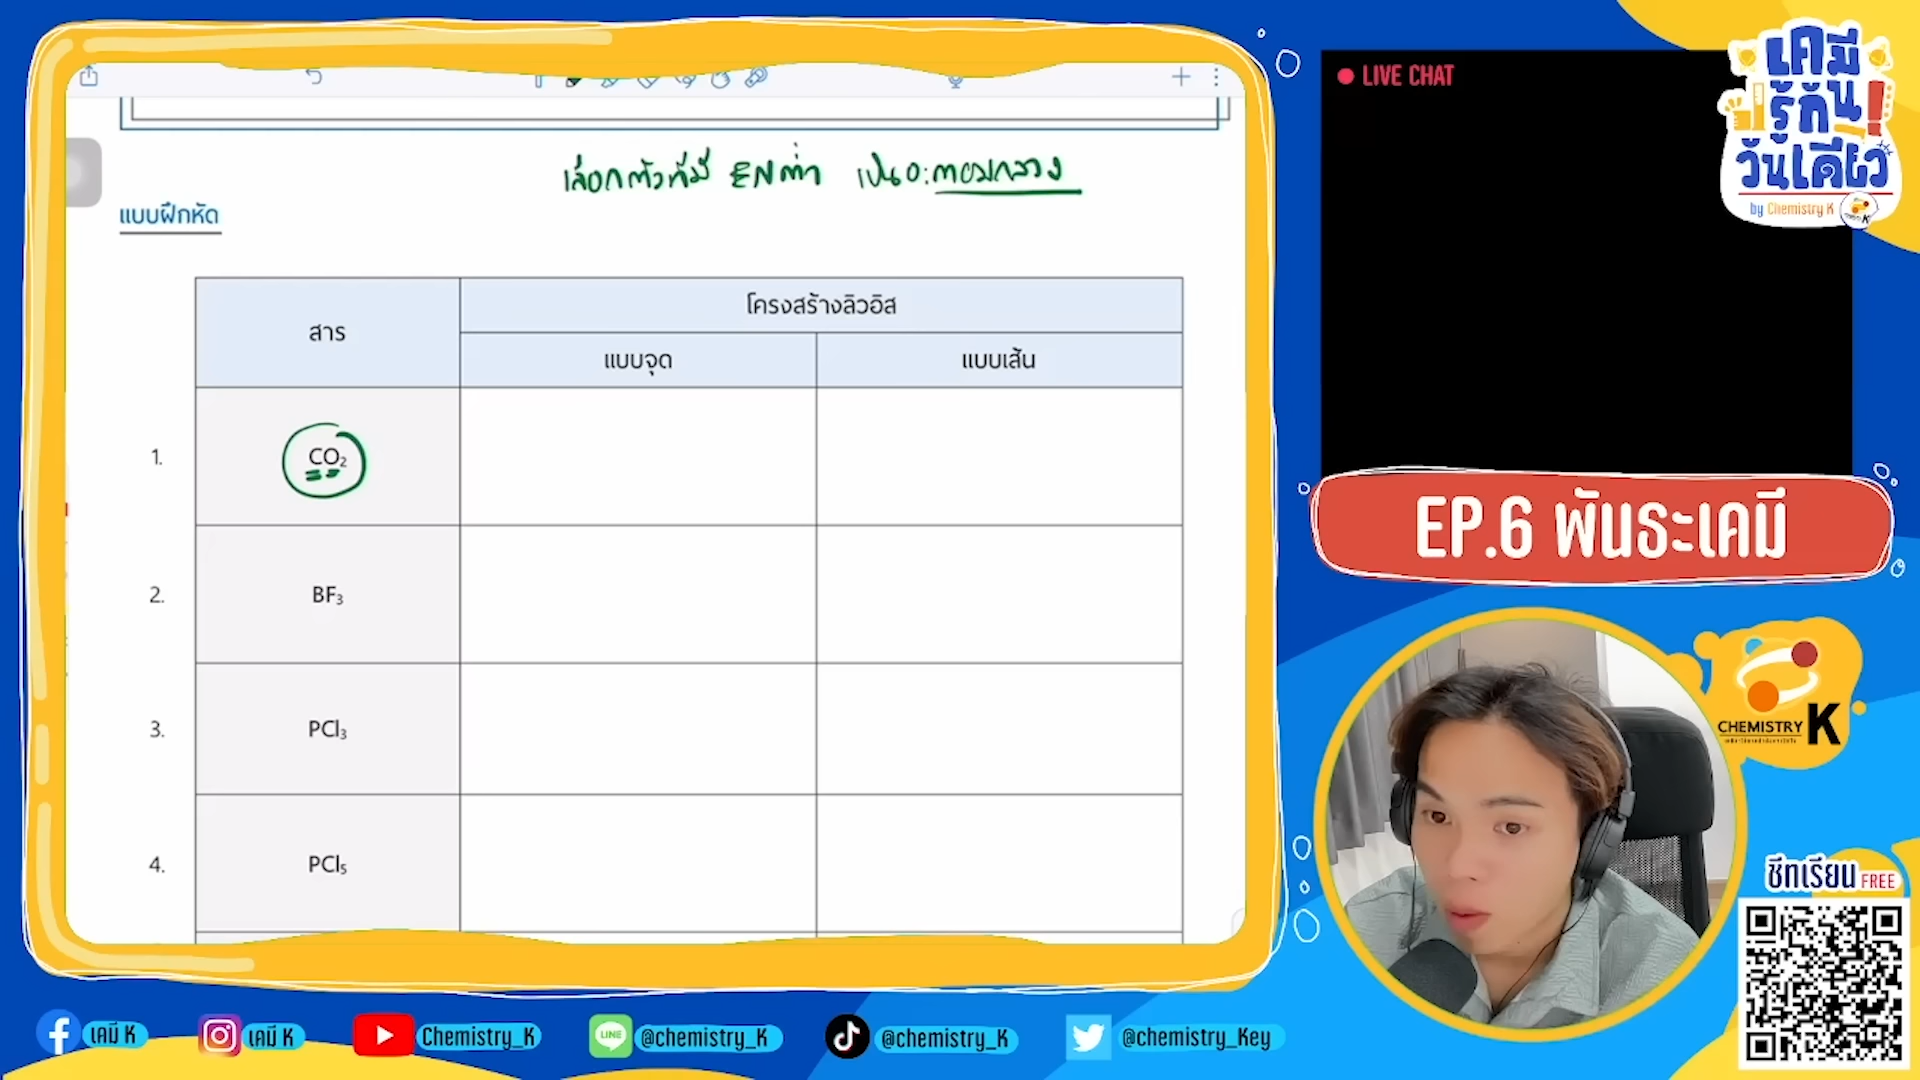 เลือกตัวที่มี ENต่ำ เป็นอะตอมกลาง
แบบฝึกหัด
สาร
โครงสร้างลิวอิส
แบบจุด
แบบเส้น
1. CO₂
2. BF₃
3. PCl₃
4. PCl₅
LIVE CHAT
เคมี
รู้กัน!
วันเดียว
by Chemistry K
EP.6 พันธะเคมี
CHEMISTRY K
ชีทเรียน FREE
เคมี K
เคมี K
Chemistry_K
LINE
@chemistry_K
@chemistry_K
@chemistry_Key